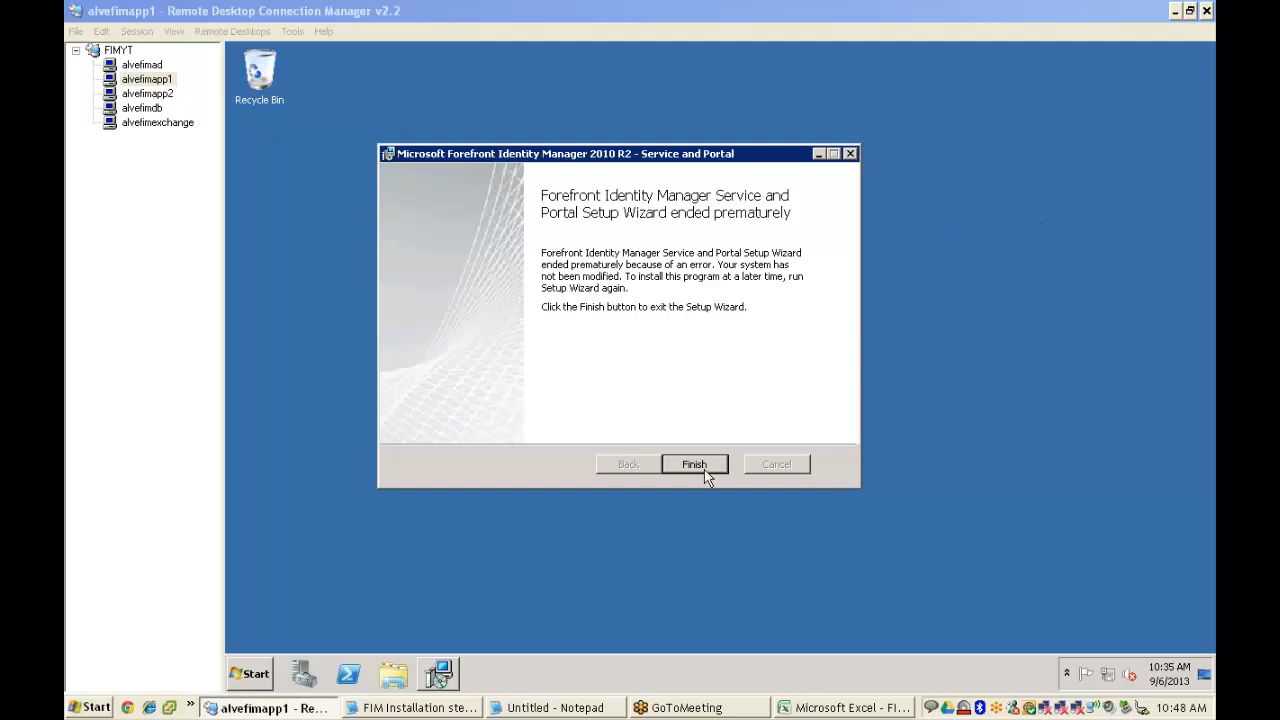 alvefimapp1 - Remote Desktop Connection Manager v2.2
File Edit Session View Remote Desktops Tools Help
FIMYT
alvefimad
alvefimapp1
alvefimapp2
alvefimdb
alvefimexchange
Recycle Bin
Microsoft Forefront Identity Manager 2010 R2 - Service and Portal
Forefront Identity Manager Service and
Portal Setup Wizard ended prematurely
Forefront Identity Manager Service and Portal Setup Wizard
ended prematurely because of an error. Your system has
not been modified. To install this program at a later time, run
Setup Wizard again.
Click the Finish button to exit the Setup Wizard.
Back Finish Cancel
Start
10:35 AM
9/6/2013
Start » alvefimapp1 - Re... FIM Installation ste... Untitled - Notepad GoToMeeting Microsoft Excel - FI... 10:48 AM